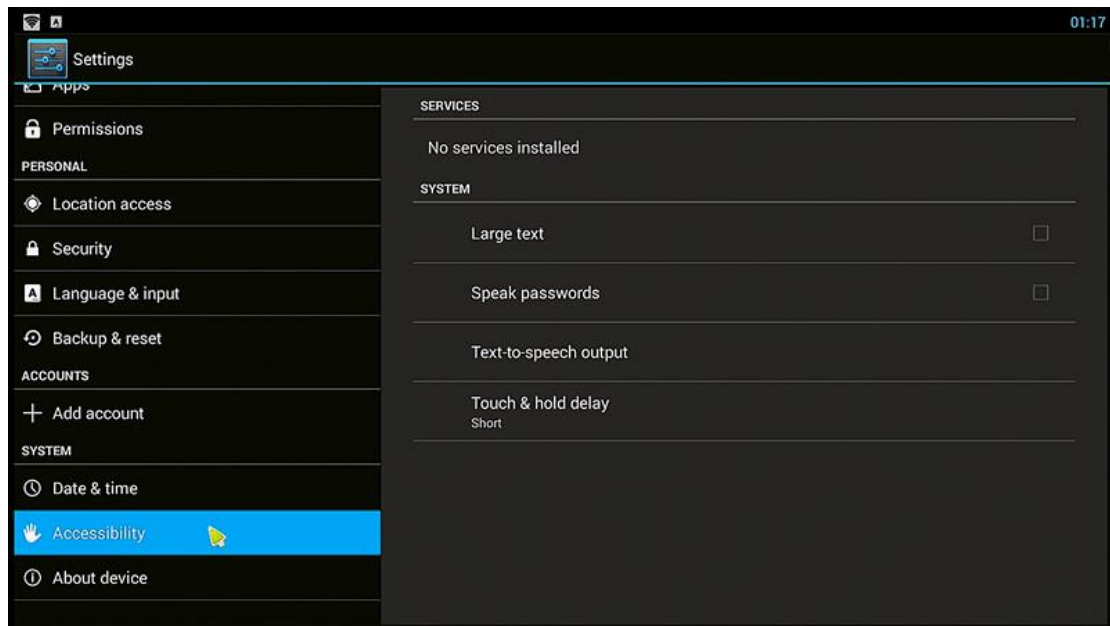 01:17
Settings
Apps
Permissions
PERSONAL
Location access
Security
Language & input
Backup & reset
ACCOUNTS
Add account
SYSTEM
Date & time
Accessibility
About device
SERVICES
No services installed
SYSTEM
Large text
Speak passwords
Text-to-speech output
Touch & hold delay
Short